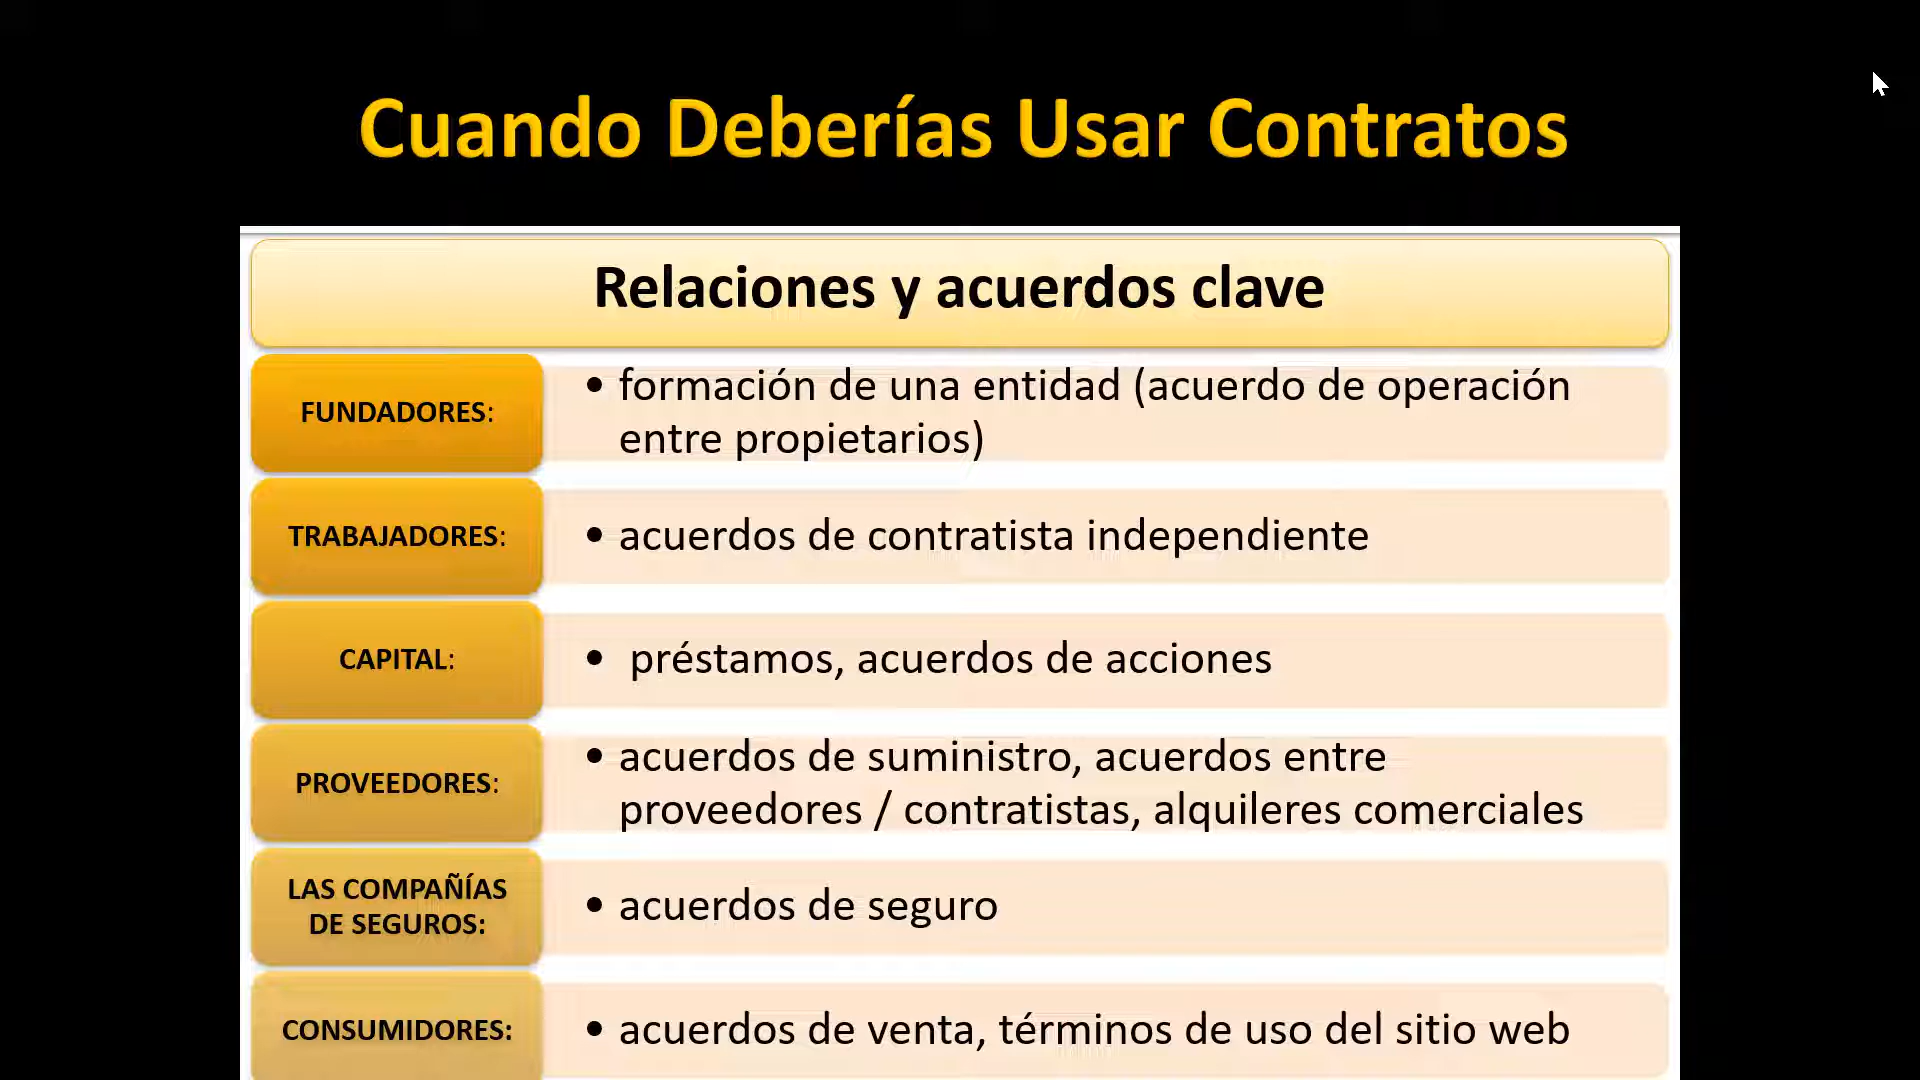 Cuando Deberías Usar Contratos
Relaciones y acuerdos clave
FUNDADORES:
• formación de una entidad (acuerdo de operación
entre propietarios)
TRABAJADORES:
• acuerdos de contratista independiente
CAPITAL:
• préstamos, acuerdos de acciones
PROVEEDORES:
• acuerdos de suministro, acuerdos entre
proveedores / contratistas, alquileres comerciales
LAS COMPAÑÍAS
DE SEGUROS:
• acuerdos de seguro
CONSUMIDORES:
• acuerdos de venta, términos de uso del sitio web